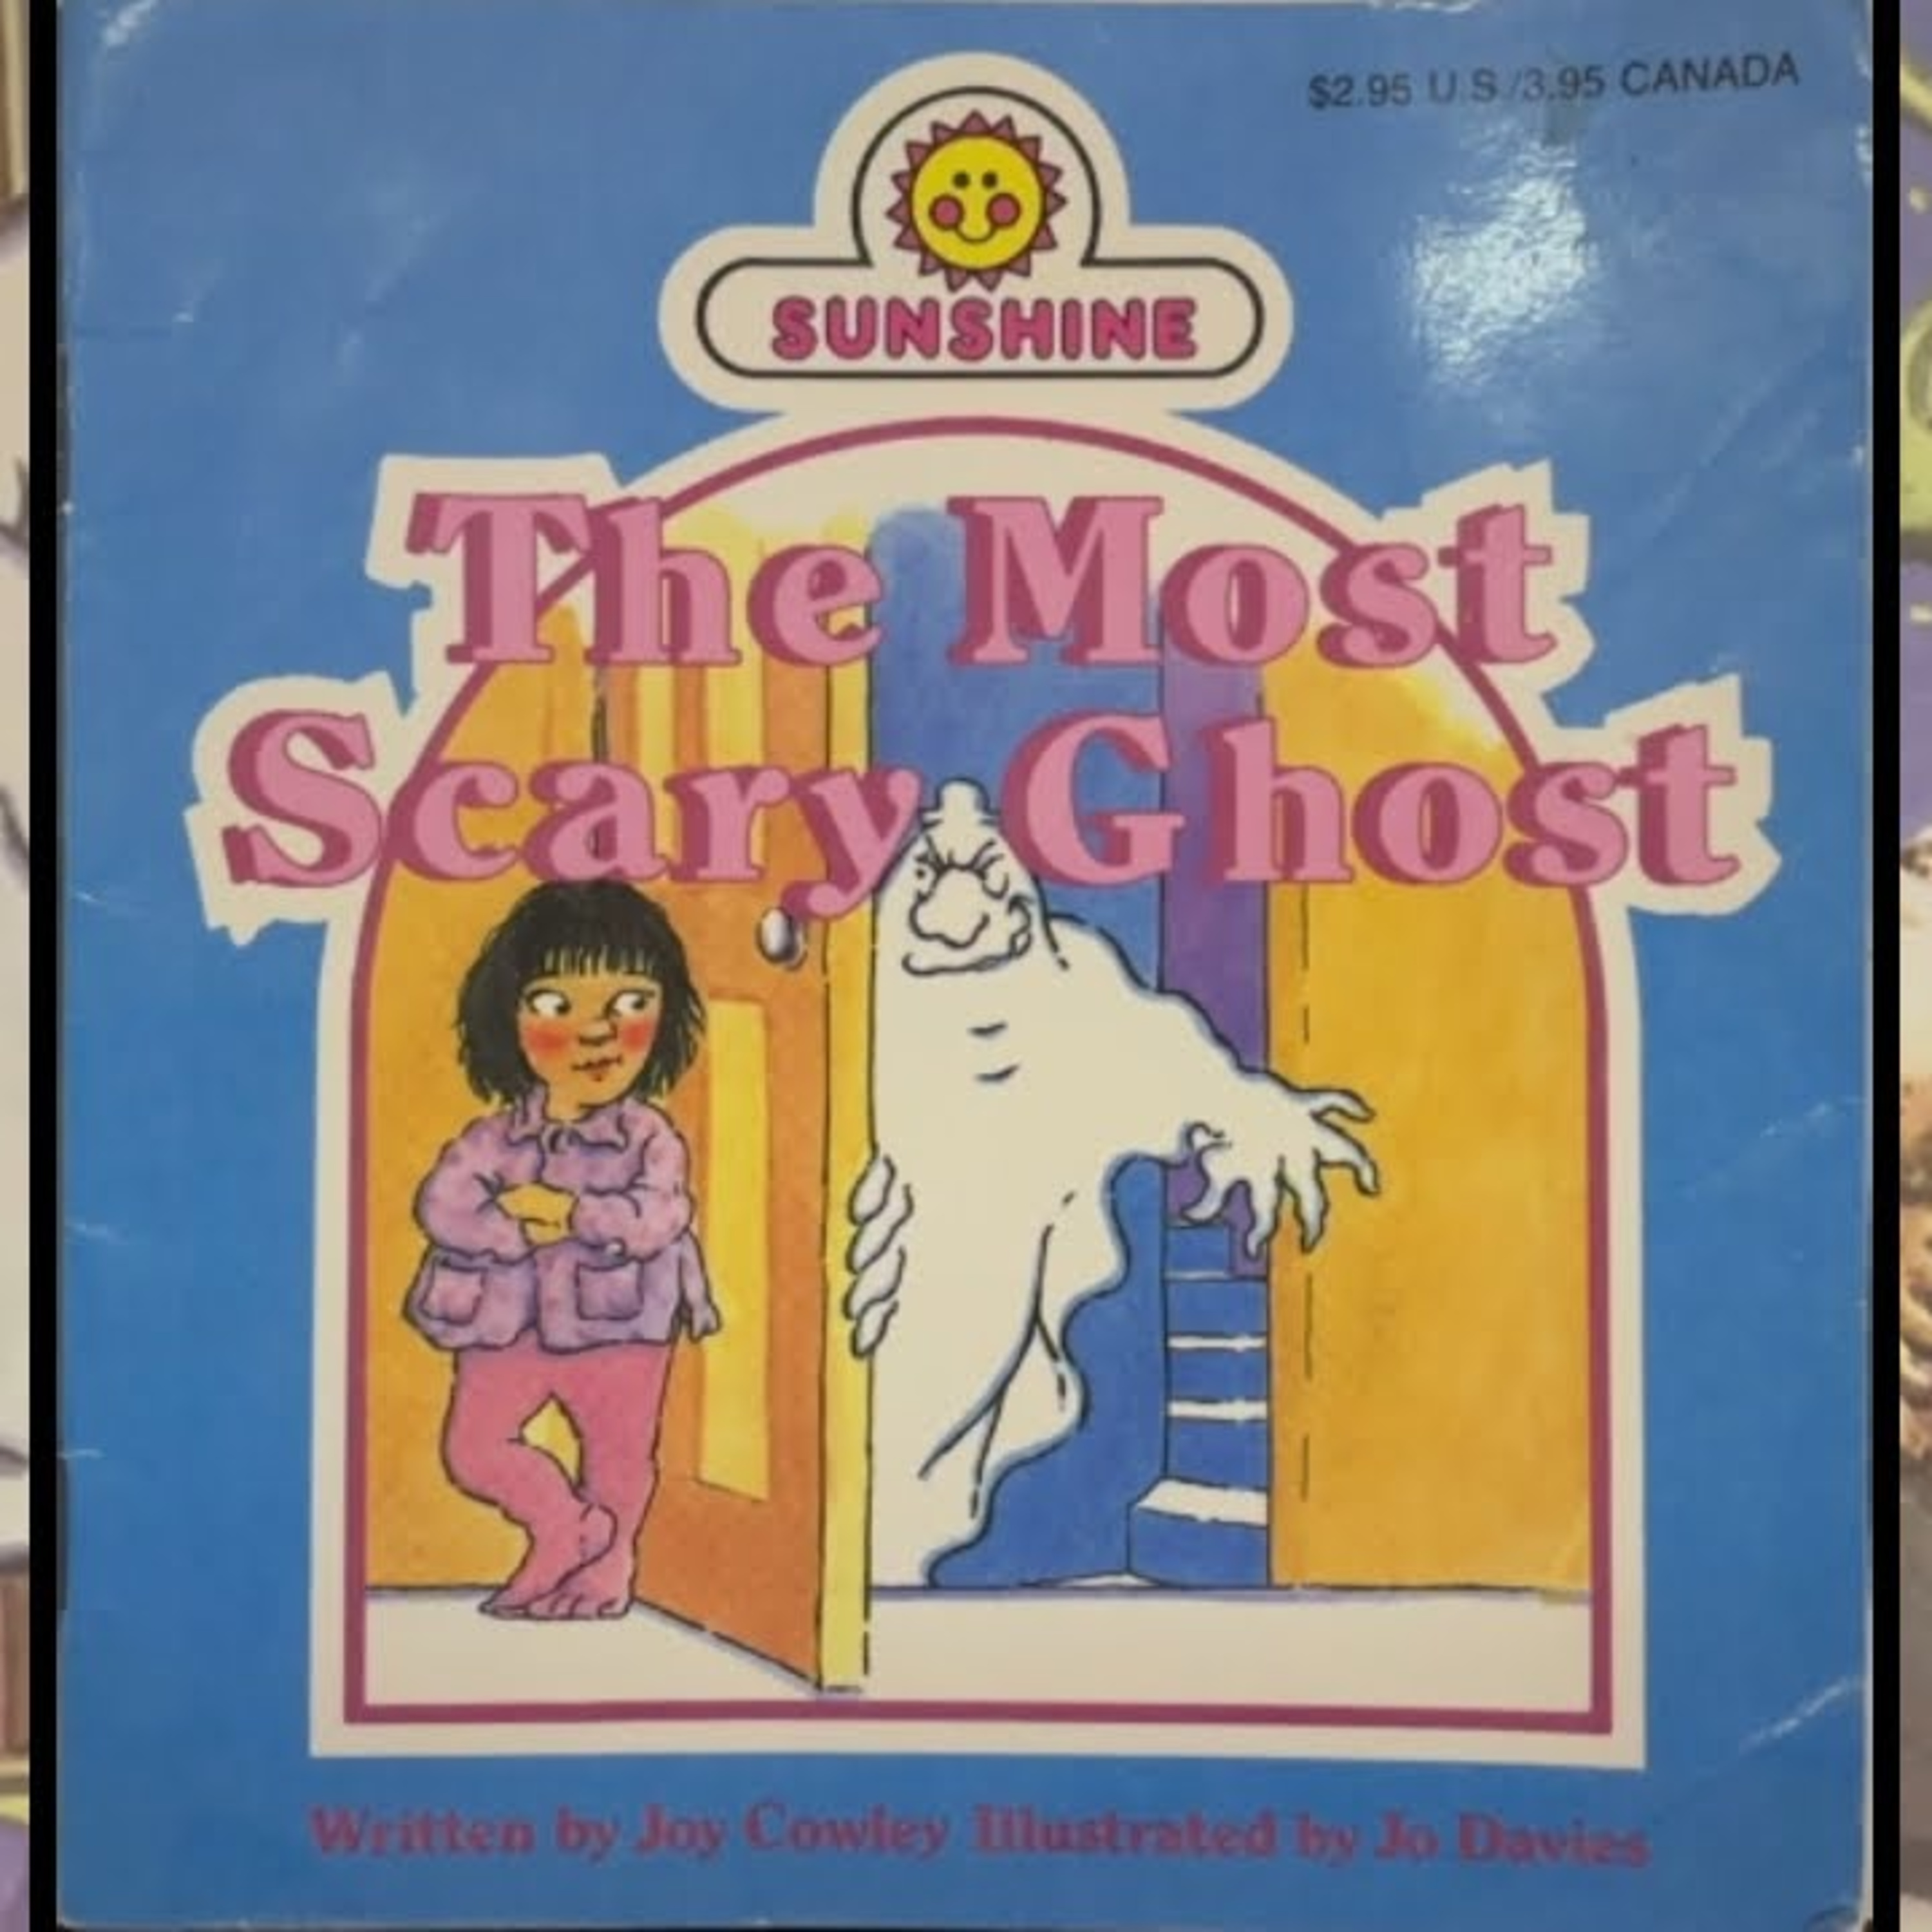 $2.95 U.S./3.95 CANADA
SUNSHINE
The Most
Scary Ghost
Written by Joy Cowley Illustrated by Jo Davies